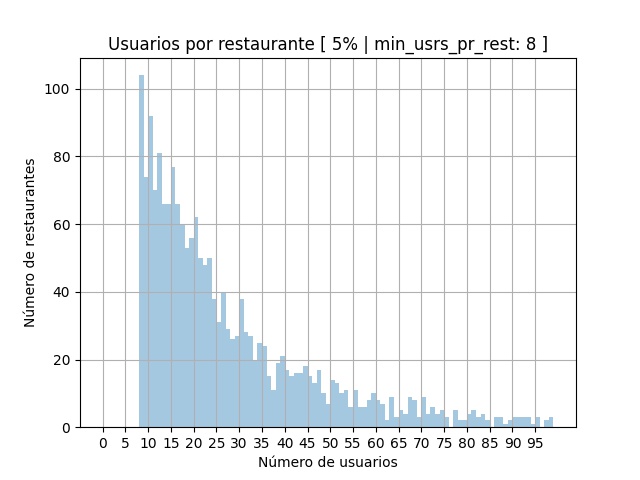 Usuarios por restaurante [ 5% | min_usrs_pr_rest: 8 ]
Número de restaurantes
100
80
60
40
20
0
0 5 10 15 20 25 30 35 40 45 50 55 60 65 70 75 80 85 90 95
Número de usuarios